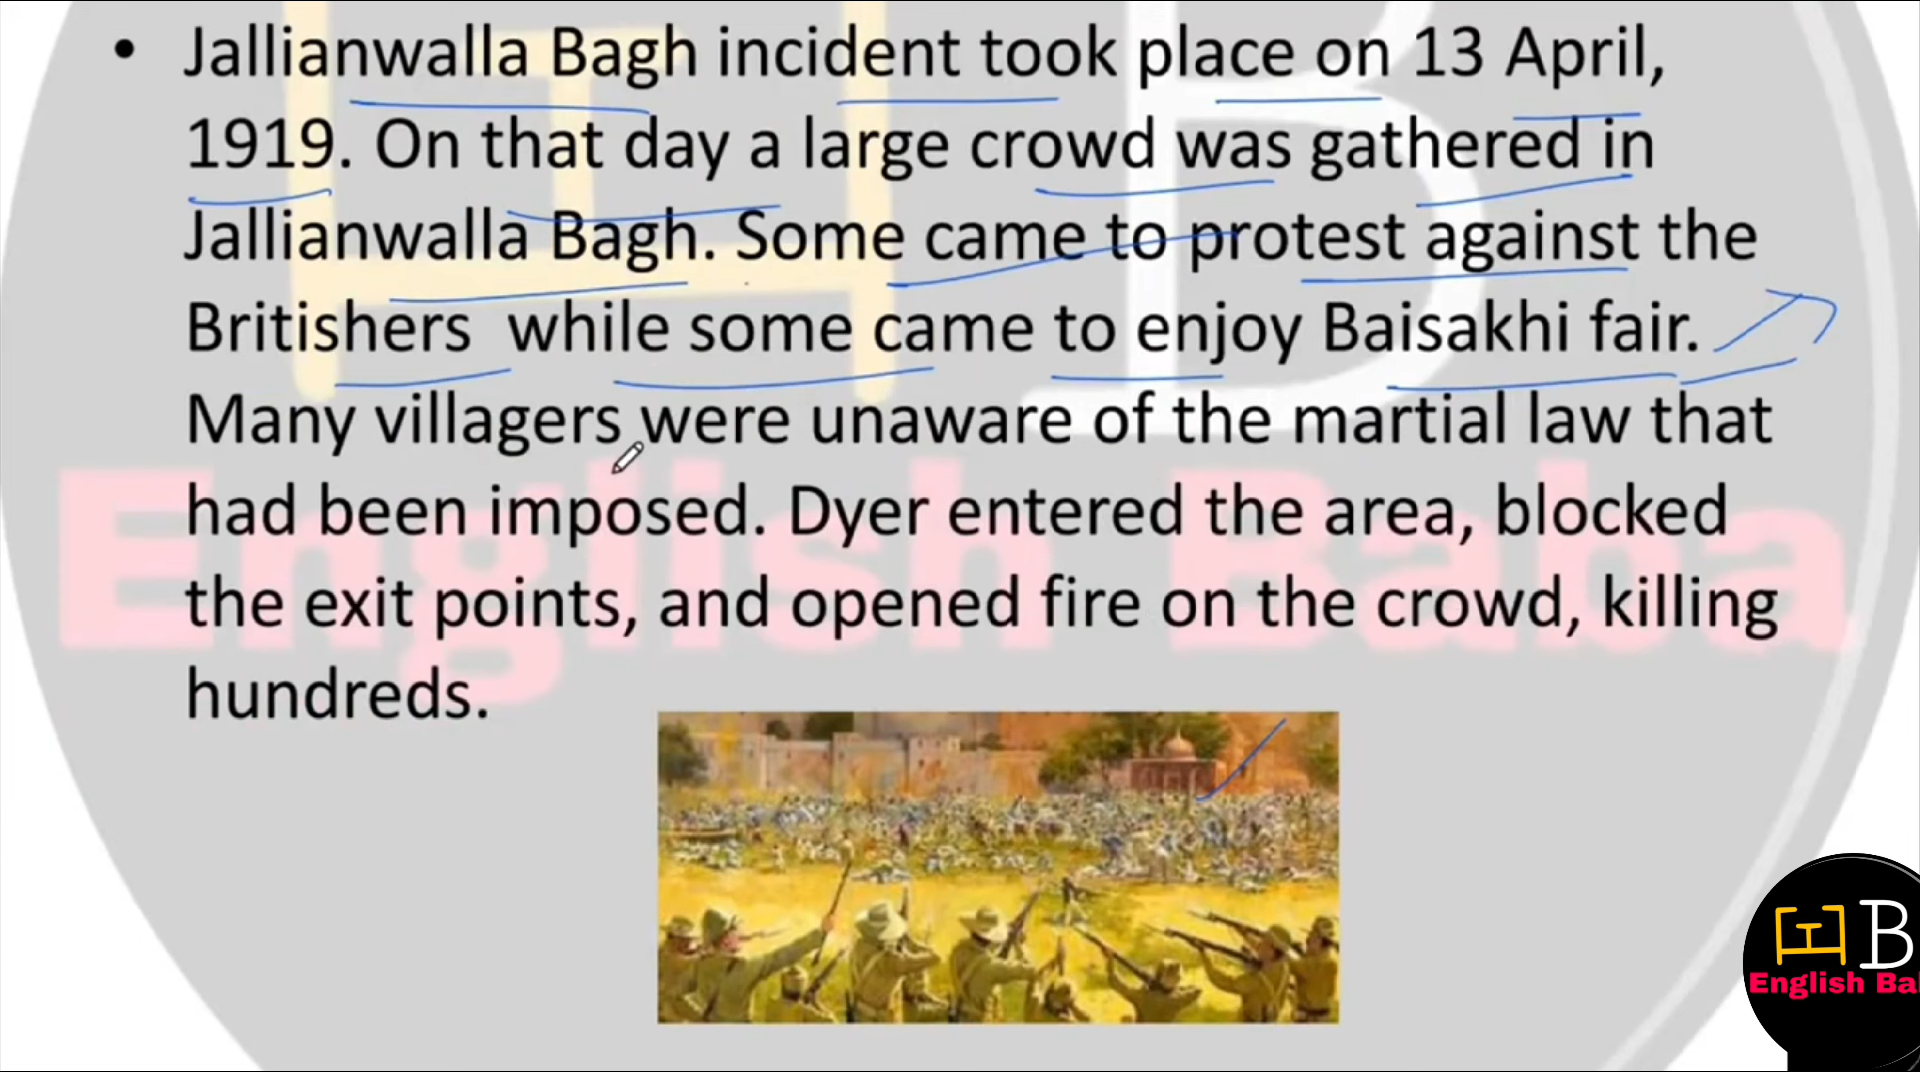 • Jallianwalla Bagh incident took place on 13 April,
1919. On that day a large crowd was gathered in
Jallianwalla Bagh. Some came to protest against the
Britishers while some came to enjoy Baisakhi fair.
Many villagers were unaware of the martial law that
had been imposed. Dyer entered the area, blocked
the exit points, and opened fire on the crowd, killing
hundreds.
English Baba
B
English Ba